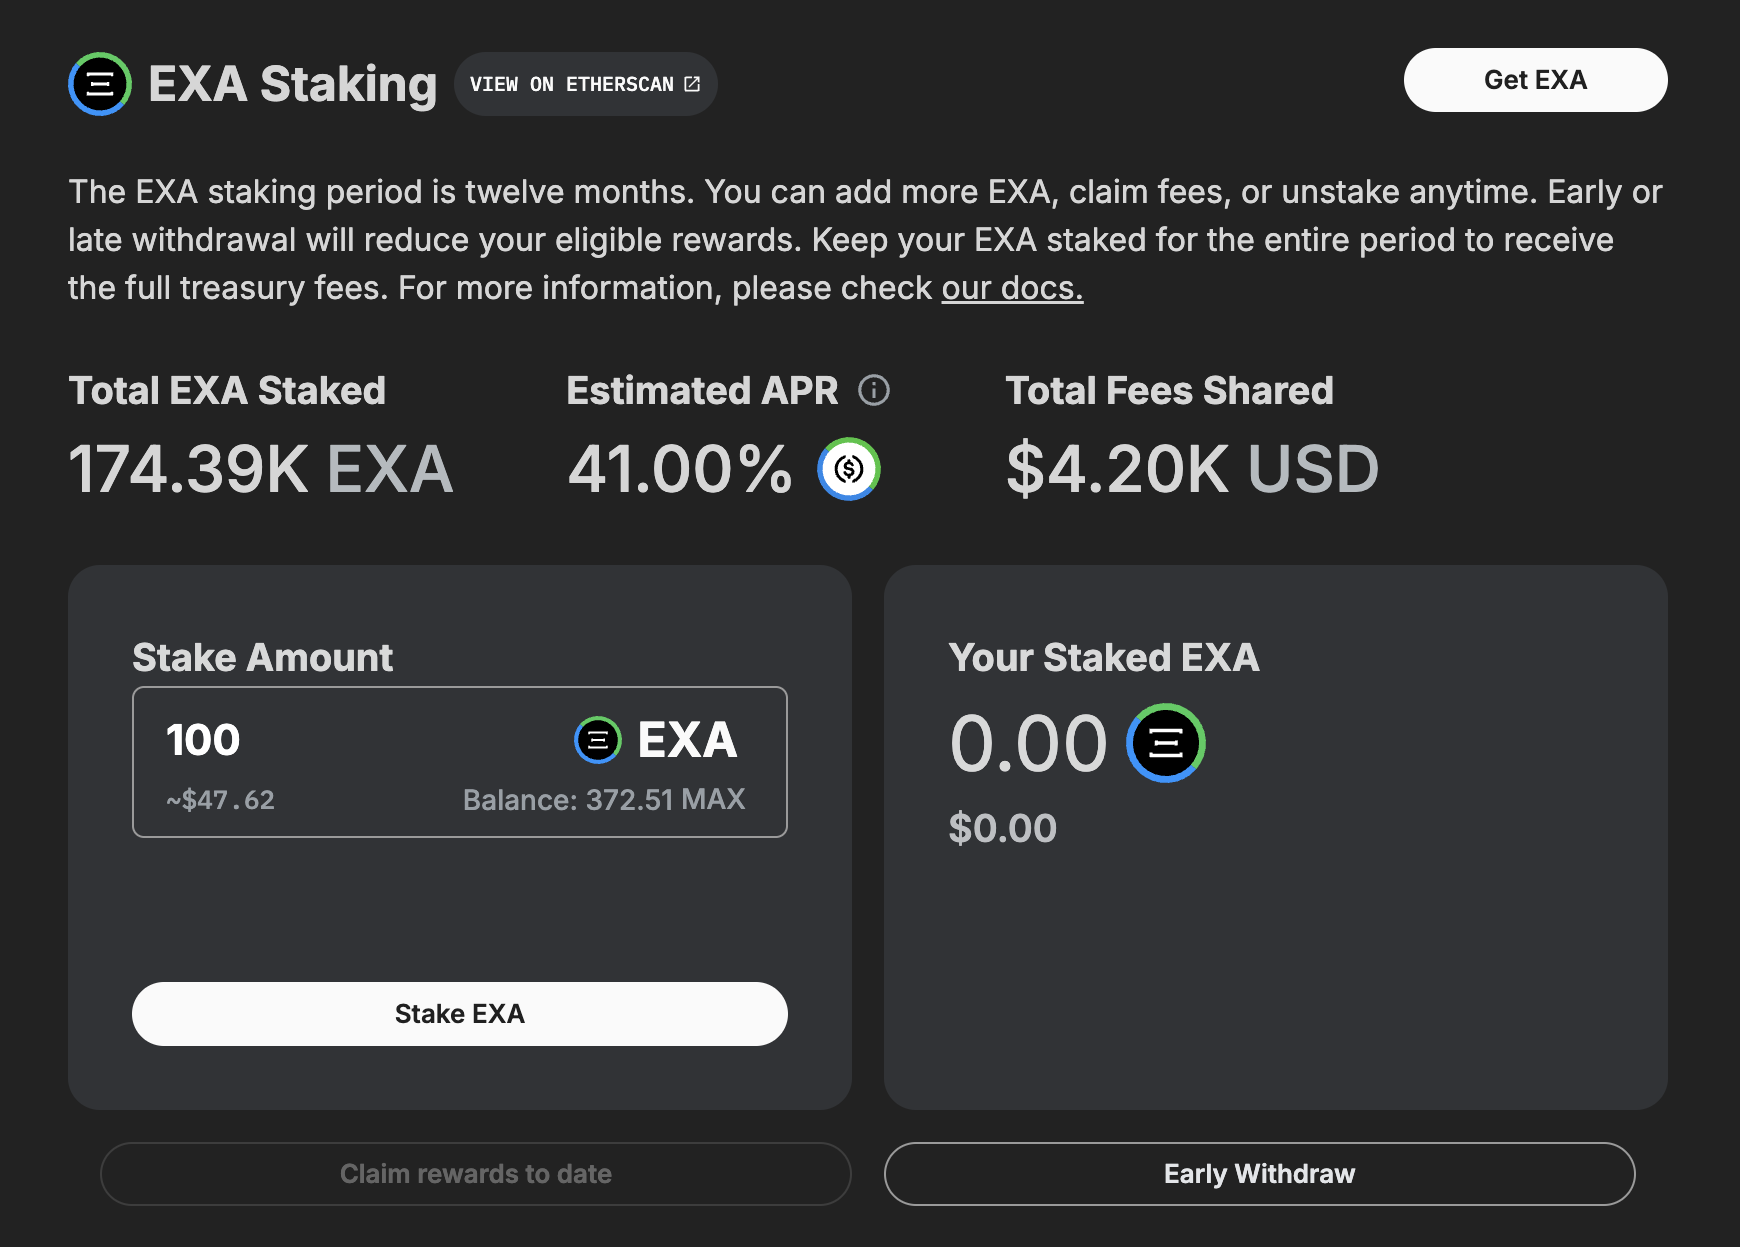 EXA Staking
VIEW ON ETHERSCAN
Get EXA
The EXA staking period is twelve months. You can add more EXA, claim fees, or unstake anytime. Early or
late withdrawal will reduce your eligible rewards. Keep your EXA staked for the entire period to receive
the full treasury fees. For more information, please check our docs.
Total EXA Staked
174.39K EXA
Estimated APR
41.00%
Total Fees Shared
$4.20K USD
Stake Amount
100
EXA
~$47.62
Balance: 372.51 MAX
Stake EXA
Your Staked EXA
0.00
$0.00
Claim rewards to date
Early Withdraw